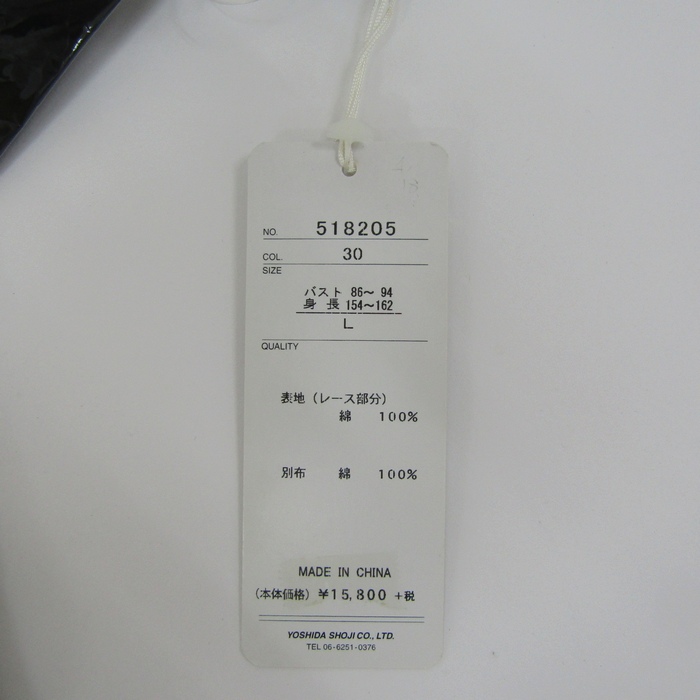 NO. 518205
COL. 30
SIZE
バスト 86〜 94
身 長 154〜162
L
QUALITY
表地(レース部分)
綿 100%
別布 綿 100%
MADE IN CHINA
(本体価格) ¥15,800 +税
YOSHIDA SHOJI CO., LTD.
TEL 06-6251-0376